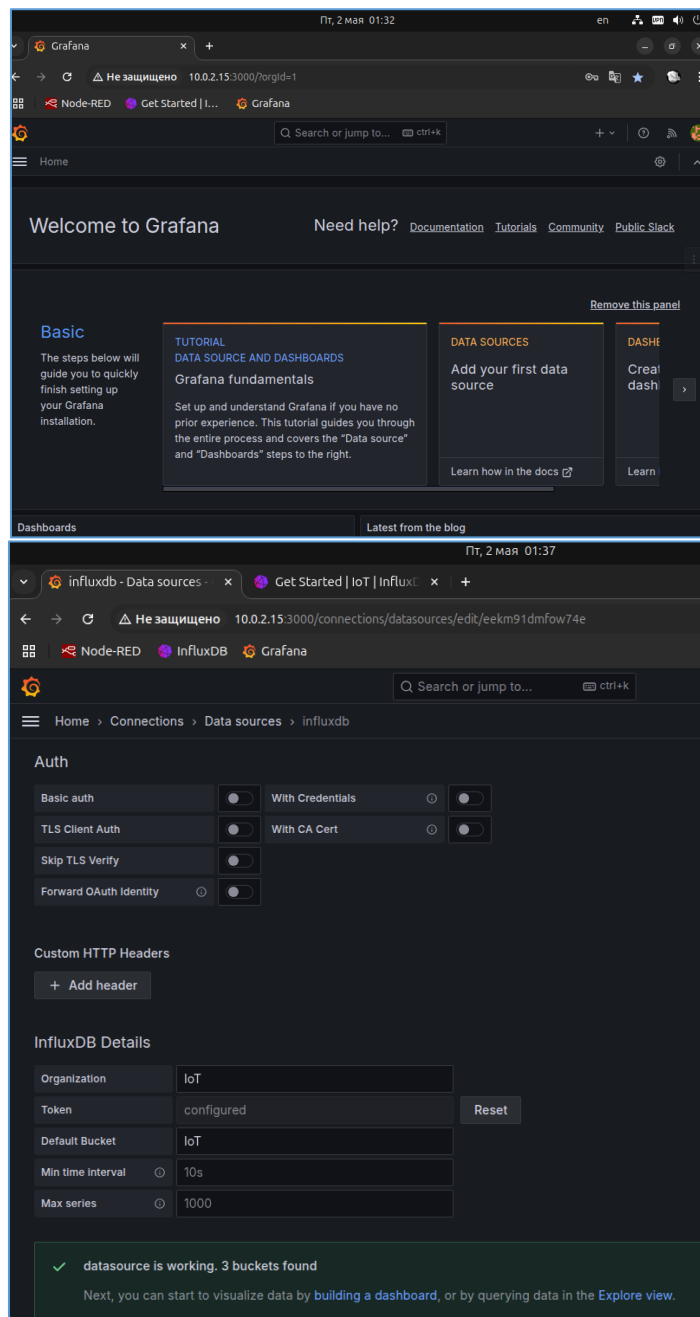 Пт, 2 мая 01:32
en
Grafana
Не защищено 10.0.2.15:3000/?orgId=1
Node-RED Get Started | I... Grafana
Search or jump to... ctrl+k
Home
Welcome to Grafana
Need help? Documentation Tutorials Community Public Slack
Remove this panel
Basic
The steps below will
guide you to quickly
finish setting up
your Grafana
installation.
TUTORIAL
DATA SOURCE AND DASHBOARDS
Grafana fundamentals
Set up and understand Grafana if you have no
prior experience. This tutorial guides you through
the entire process and covers the “Data source”
and “Dashboards” steps to the right.
DATA SOURCES
Add your first data
source
Learn how in the docs
DASHB
Creat
dash
Learn
Dashboards
Latest from the blog
Пт, 2 мая 01:37
influxdb - Data sources - Get Started | IoT | InfluxD
Не защищено 10.0.2.15:3000/connections/datasources/edit/eekm91dmfow74e
Node-RED InfluxDB Grafana
Search or jump to... ctrl+k
Home › Connections › Data sources › influxdb
Auth
Basic auth With Credentials
TLS Client Auth With CA Cert
Skip TLS Verify
Forward OAuth Identity
Custom HTTP Headers
+ Add header
InfluxDB Details
Organization IoT
Token configured Reset
Default Bucket IoT
Min time interval 10s
Max series 1000
datasource is working. 3 buckets found
Next, you can start to visualize data by building a dashboard, or by querying data in the Explore view.